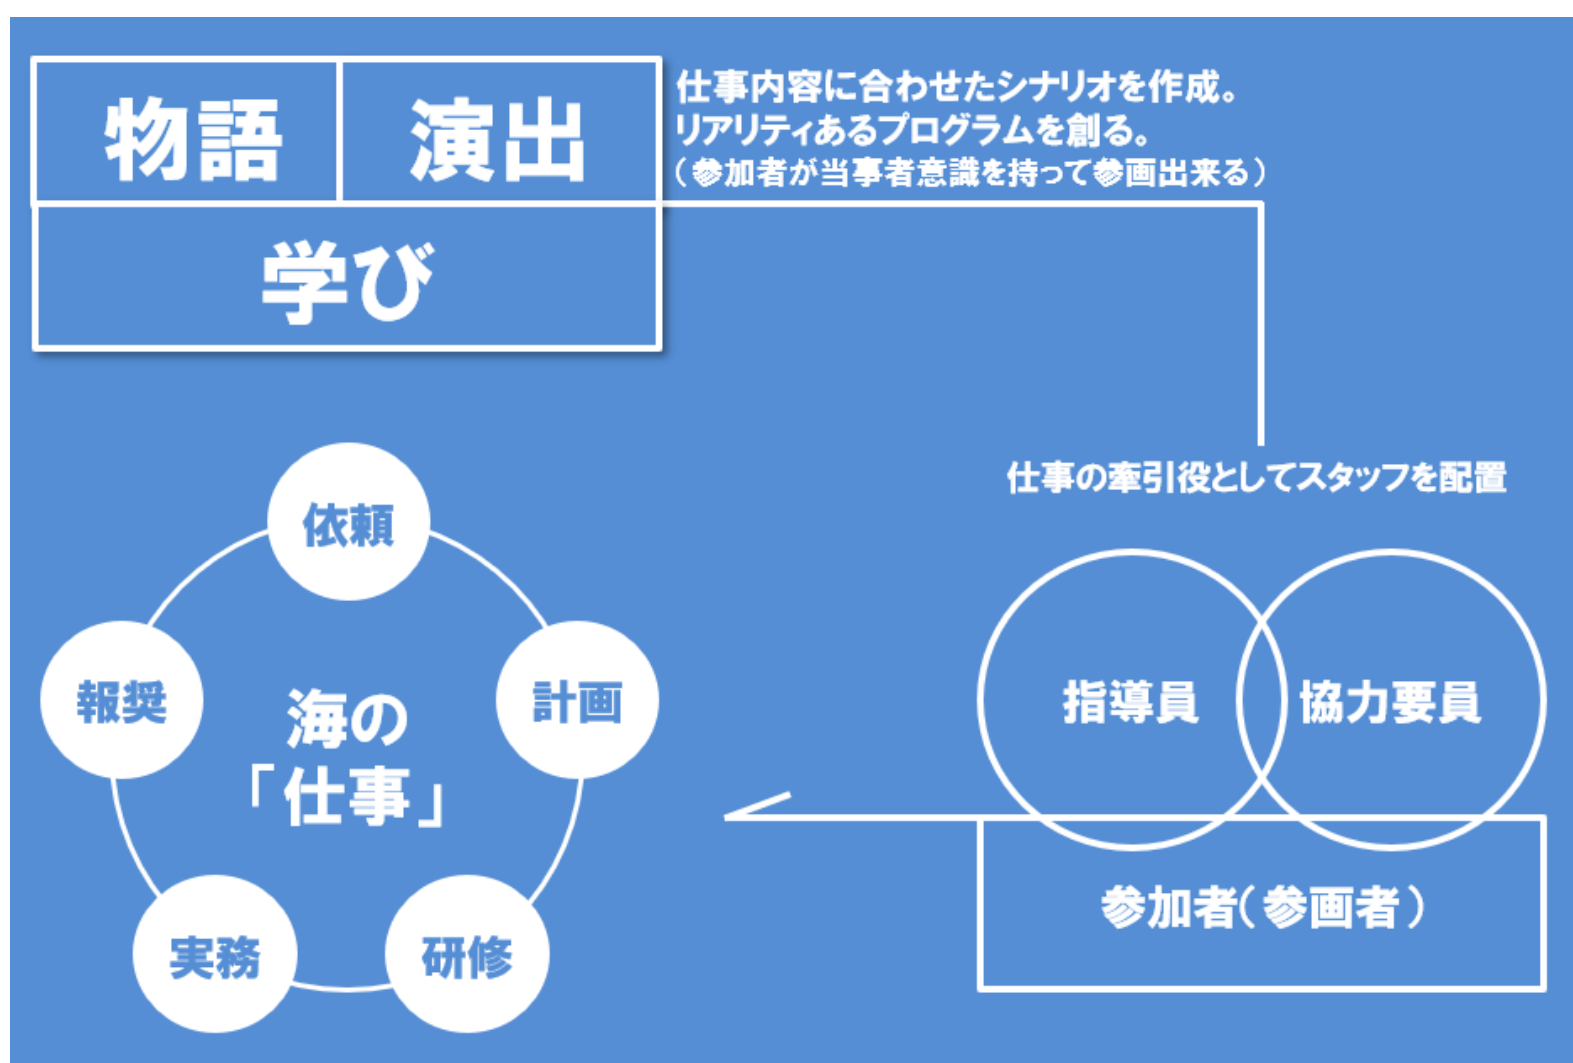 物語
演出
仕事内容に合わせたシナリオを作成。
リアリティあるプログラムを創る。
（参加者が当事者意識を持って参画出来る）
学び
仕事の牽引役としてスタッフを配置
依頼
報奨
計画
海の
「仕事」
実務
研修
指導員
協力要員
参加者（参画者）